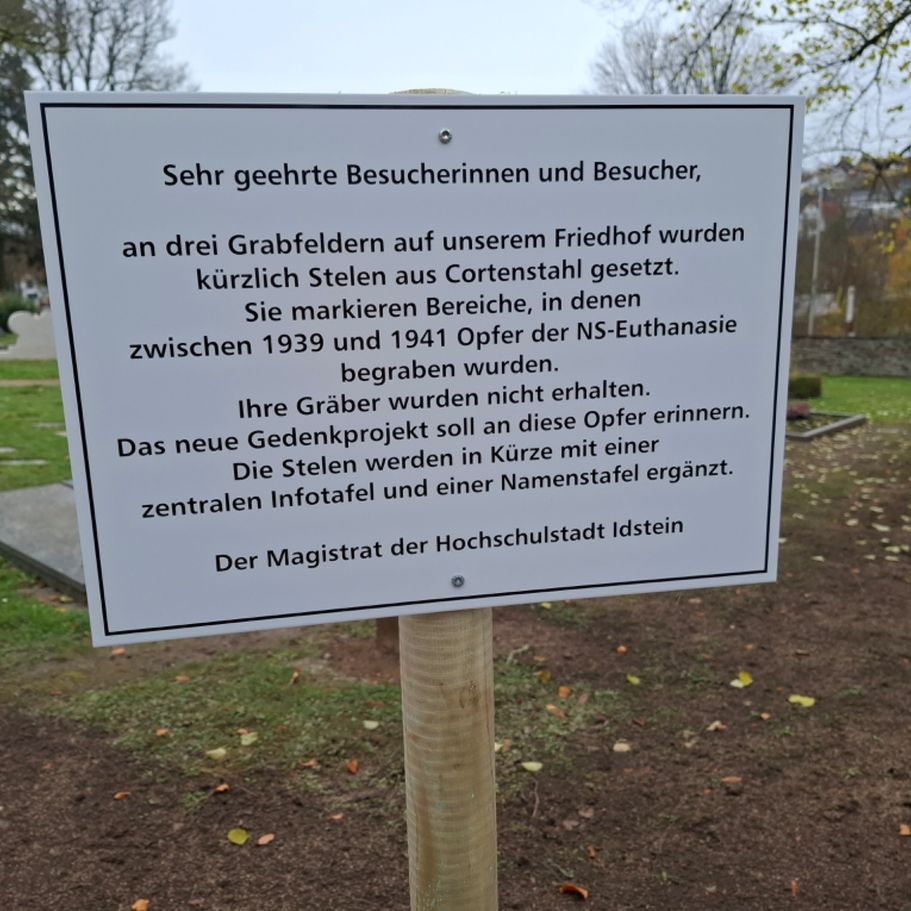 Sehr geehrte Besucherinnen und Besucher,
an drei Grabfeldern auf unserem Friedhof wurden
kürzlich Stelen aus Cortenstahl gesetzt.
Sie markieren Bereiche, in denen
zwischen 1939 und 1941 Opfer der NS-Euthanasie
begraben wurden.
Ihre Gräber wurden nicht erhalten.
Das neue Gedenkprojekt soll an diese Opfer erinnern.
Die Stelen werden in Kürze mit einer
zentralen Infotafel und einer Namenstafel ergänzt.
Der Magistrat der Hochschulstadt Idstein